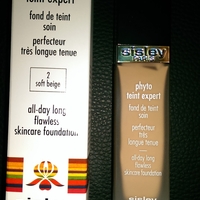 teint expert
fond de teint
soin
perfecteur
très longue tenue
2
soft beige
all-day long
flawless
skincare foundation
sisley
sisley
phyto
teint expert
fond de teint
soin
perfecteur
très longue tenue
all-day long
flawless
skincare foundation
sisley